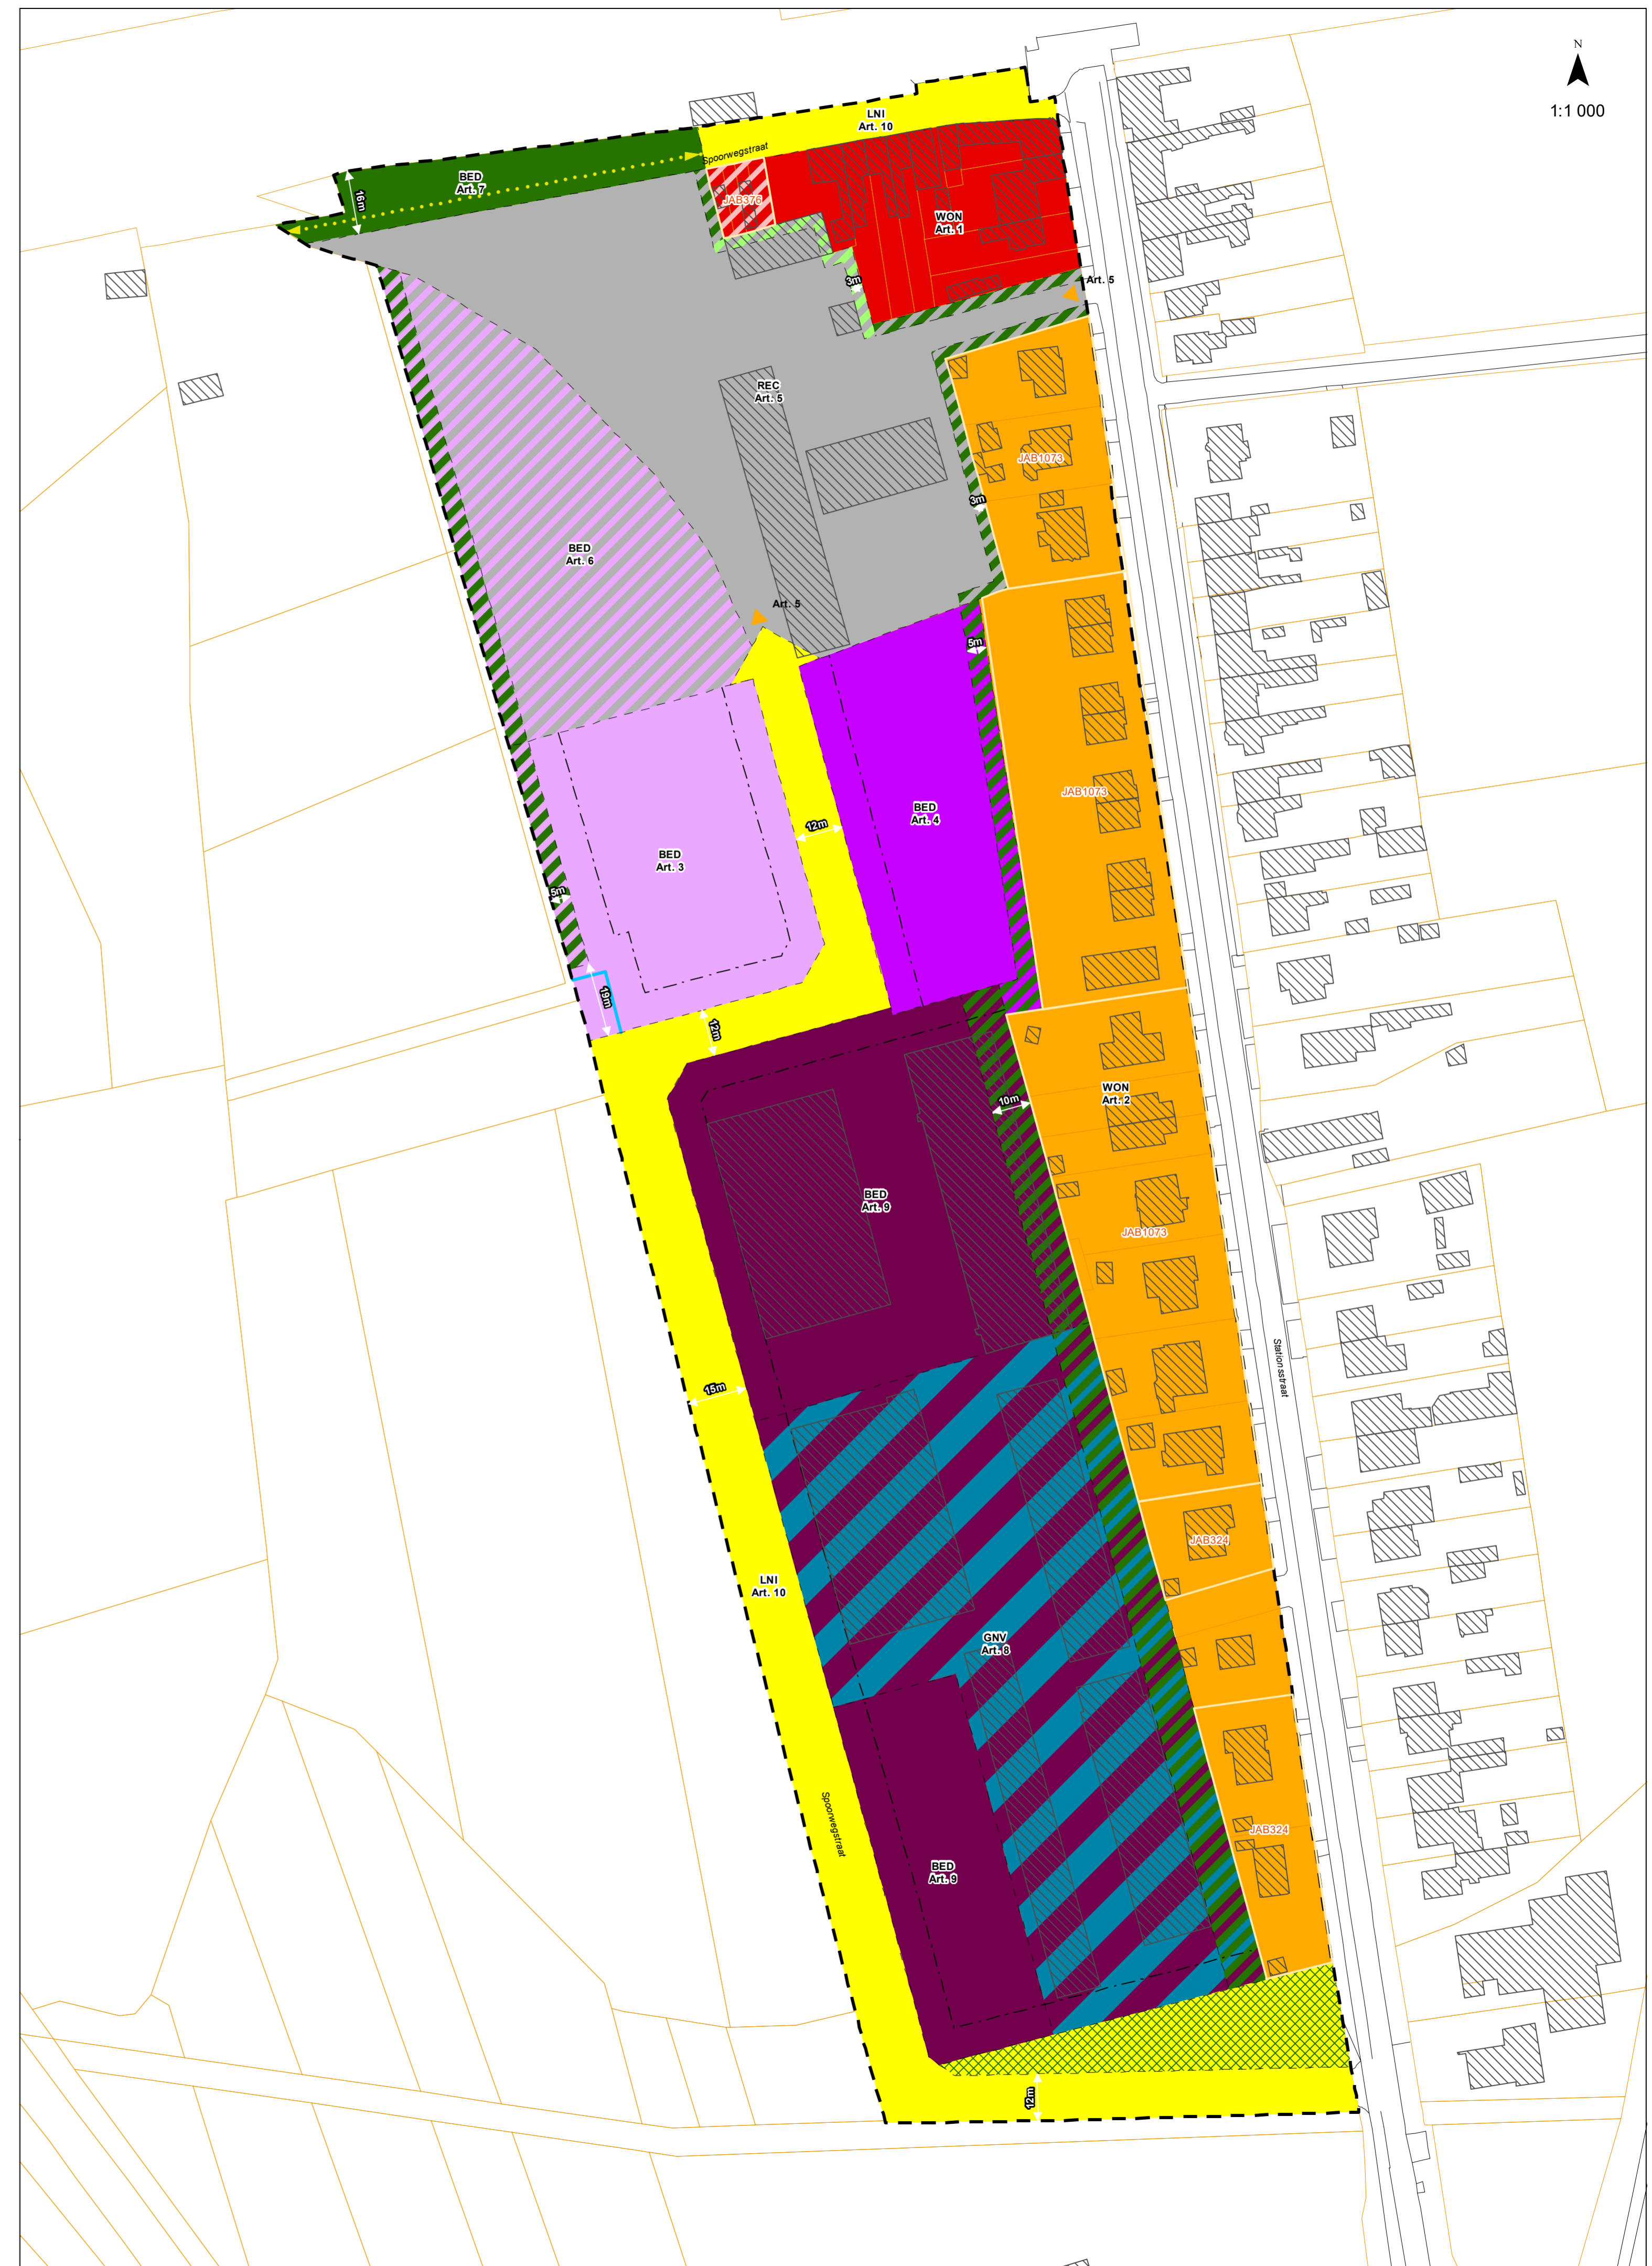 N
1:1 000
LNI
Art. 10
Spoorwegstraat
BED
Art. 7
16m
JAB376
WON
Art. 1
3m
Art. 5
REC
Art. 5
JAB1073
3m
BED
Art. 6
Art. 5
5m
JAB1073
BED
Art. 4
12m
BED
Art. 3
5m
19m
12m
WON
Art. 2
10m
BED
Art. 9
JAB1073
15m
Stationsstraat
JAB324
LNI
Art. 10
GNV
Art. 8
Spoorwegstraat
JAB324
BED
Art. 9
12m